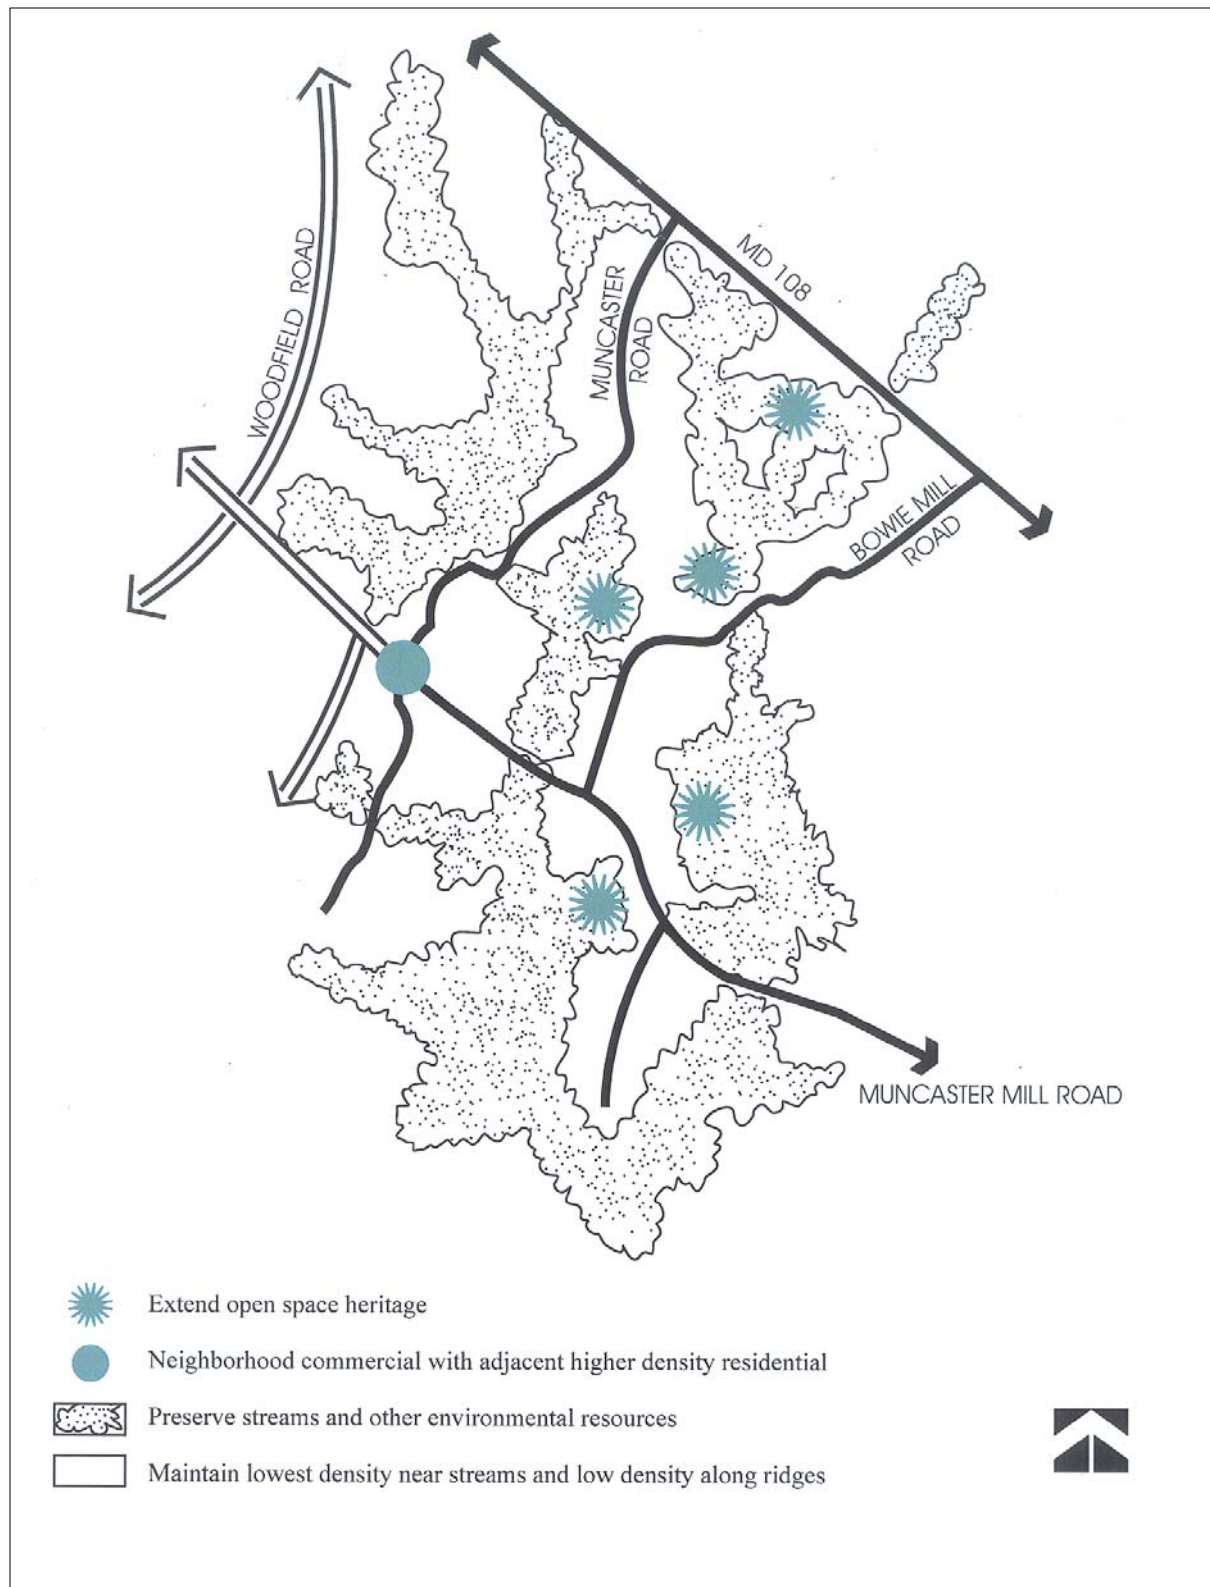 WOODFIELD ROAD
MUNCASTER
ROAD
MD 108
BOWIE MILL
ROAD
MUNCASTER MILL ROAD
Extend open space heritage
Neighborhood commercial with adjacent higher density residential
Preserve streams and other environmental resources
Maintain lowest density near streams and low density along ridges